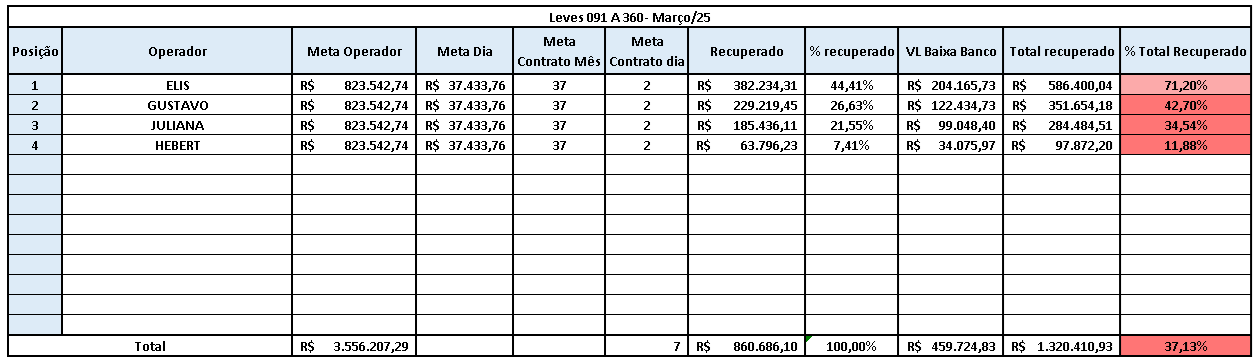 Leves 091 A 360- Março/25
Posição Operador Meta Operador Meta Dia Meta Contrato Mês Meta Contrato dia Recuperado % recuperado VL Baixa Banco Total recuperado % Total Recuperado
1 ELIS R$ 823.542,74 R$ 37.433,76 37 2 R$ 382.234,31 44,41% R$ 204.165,73 R$ 586.400,04 71,20%
2 GUSTAVO R$ 823.542,74 R$ 37.433,76 37 2 R$ 229.219,45 26,63% R$ 122.434,73 R$ 351.654,18 42,70%
3 JULIANA R$ 823.542,74 R$ 37.433,76 37 2 R$ 185.436,11 21,55% R$ 99.048,40 R$ 284.484,51 34,54%
4 HEBERT R$ 823.542,74 R$ 37.433,76 37 2 R$ 63.796,23 7,41% R$ 34.075,97 R$ 97.872,20 11,88%
Total R$ 3.556.207,29 7 R$ 860.686,10 100,00% R$ 459.724,83 R$ 1.320.410,93 37,13%